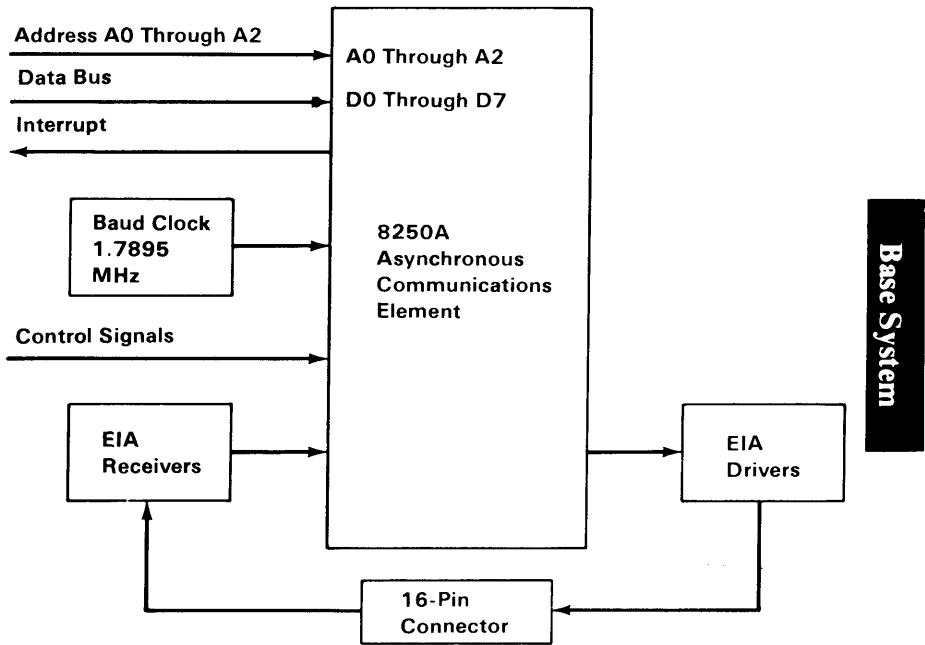 Address A0 Through A2
Data Bus
Interrupt
A0 Through A2
D0 Through D7
Baud Clock
1.7895
MHz
8250A
Asynchronous
Communications
Element
Control Signals
EIA
Receivers
EIA
Drivers
16-Pin
Connector
Base System